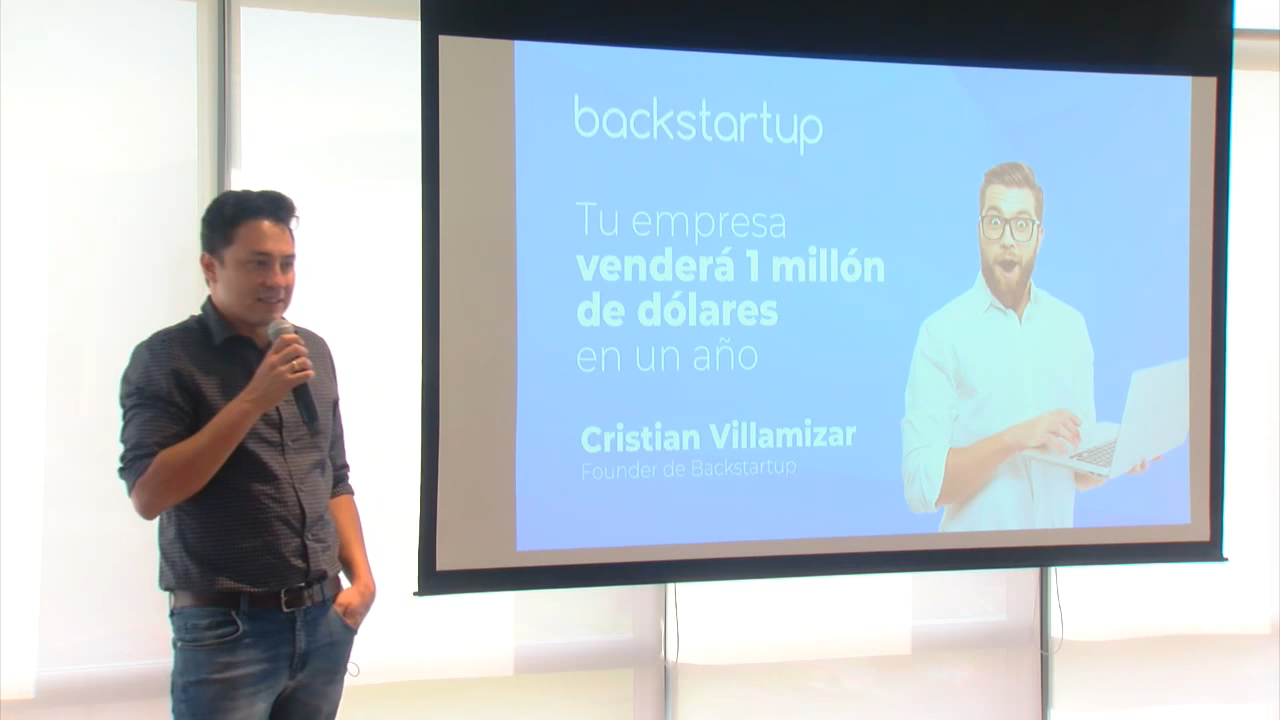 backstartup
Tu empresa
venderá 1 millón
de dólares
en un año
Cristian Villamizar
Founder de Backstartup